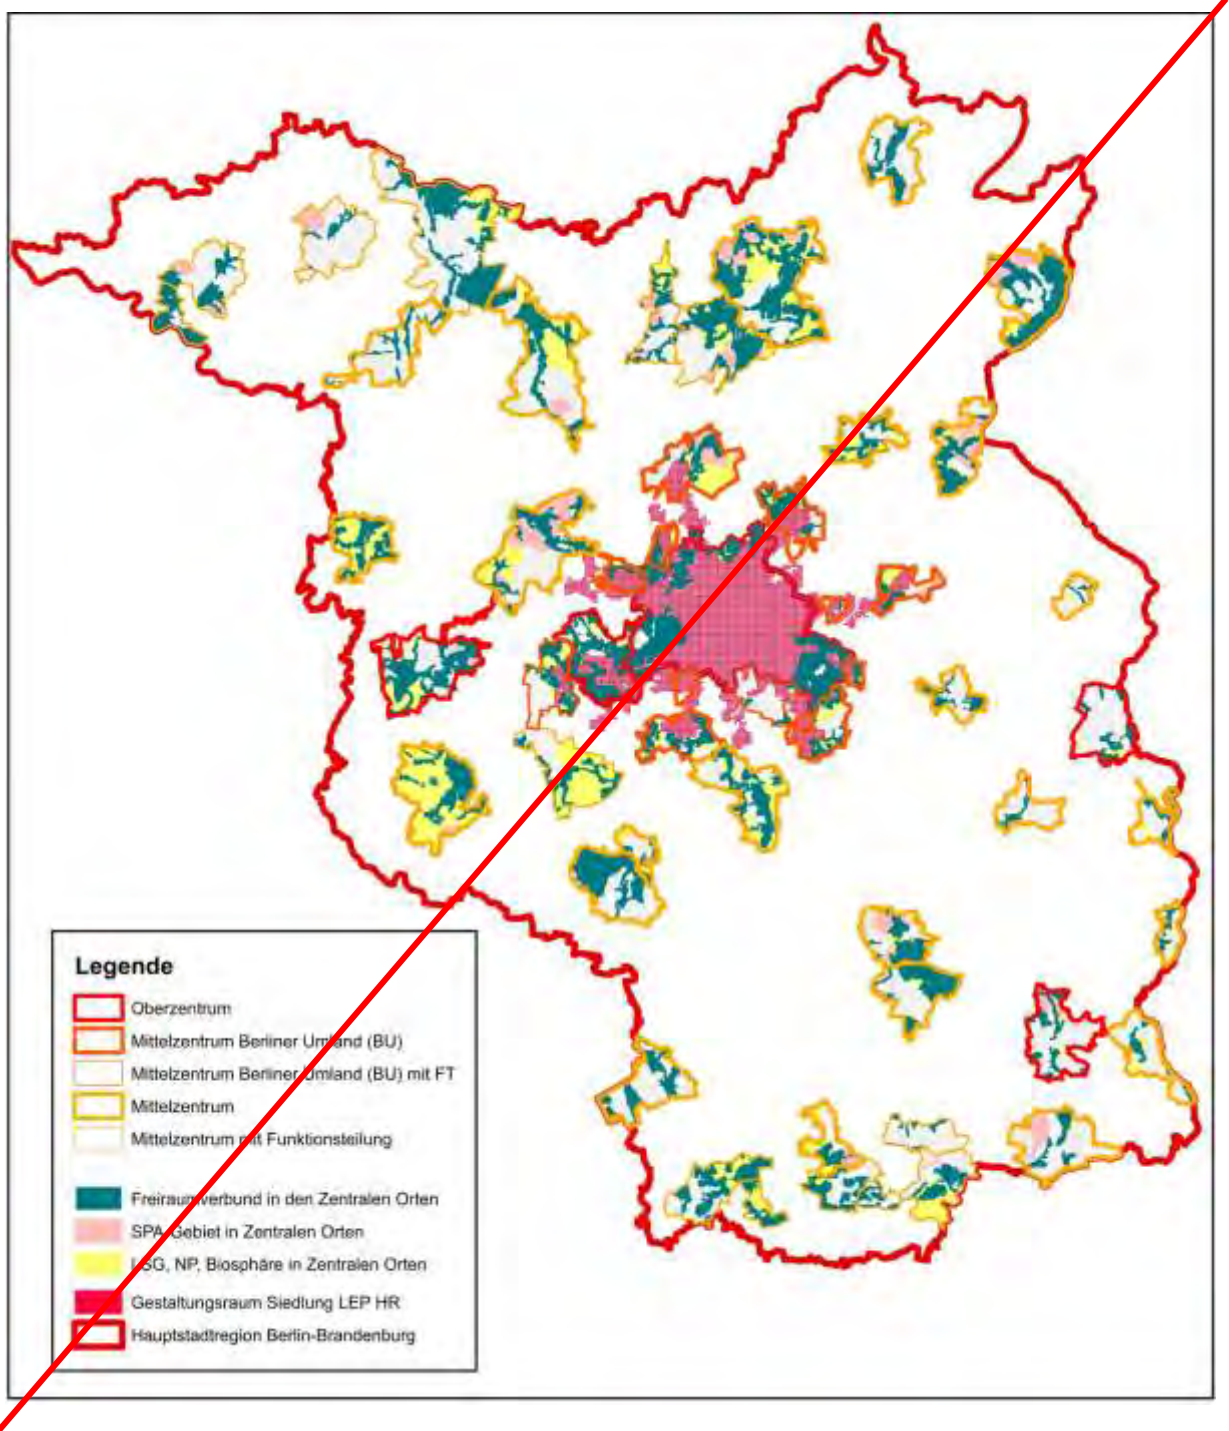 Legende
Oberzentrum
Mittelzentrum Berliner Umland (BU)
Mittelzentrum Berliner Umland (BU) mit FT
Mittelzentrum
Mittelzentrum mit Funktionsteilung
Freiraumverbund in den Zentralen Orten
SPA-Gebiet in Zentralen Orten
LSG, NP, Biosphäre in Zentralen Orten
Gestaltungsraum Siedlung LEP HR
Hauptstadtregion Berlin-Brandenburg